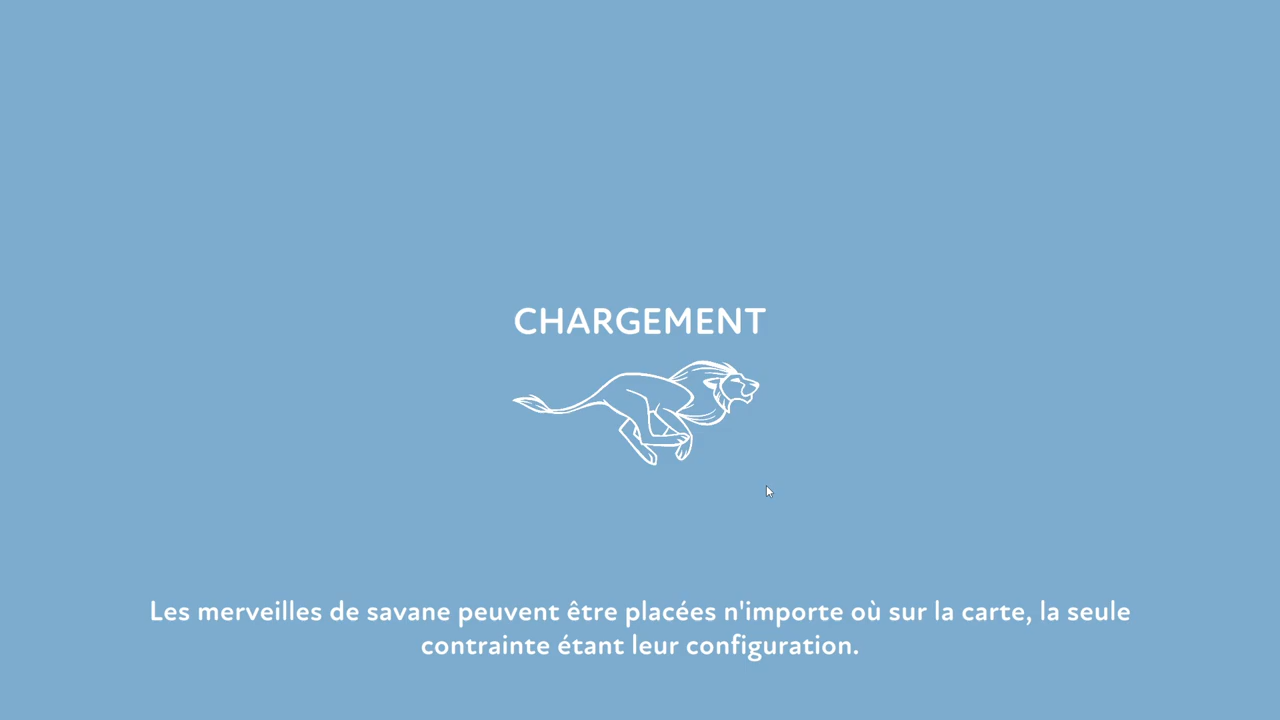 CHARGEMENT
Les merveilles de savane peuvent être placées n'importe où sur la carte, la seule
contrainte étant leur configuration.